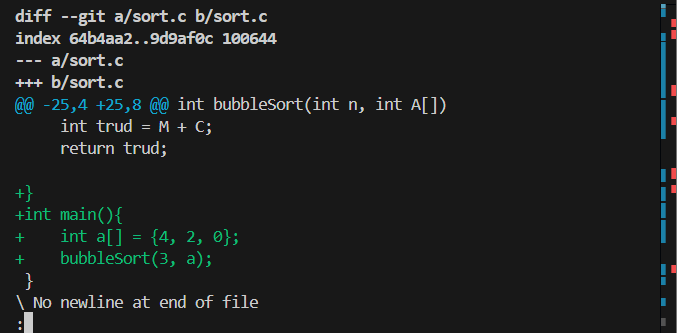 diff --git a/sort.c b/sort.c
index 64b4aa2..9d9af0c 100644
--- a/sort.c
+++ b/sort.c
@@ -25,4 +25,8 @@ int bubbleSort(int n, int A[])
     int trud = M + C;
     return trud;

+}
+int main(){
+    int a[] = {4, 2, 0};
+    bubbleSort(3, a);
 }
\ No newline at end of file
: